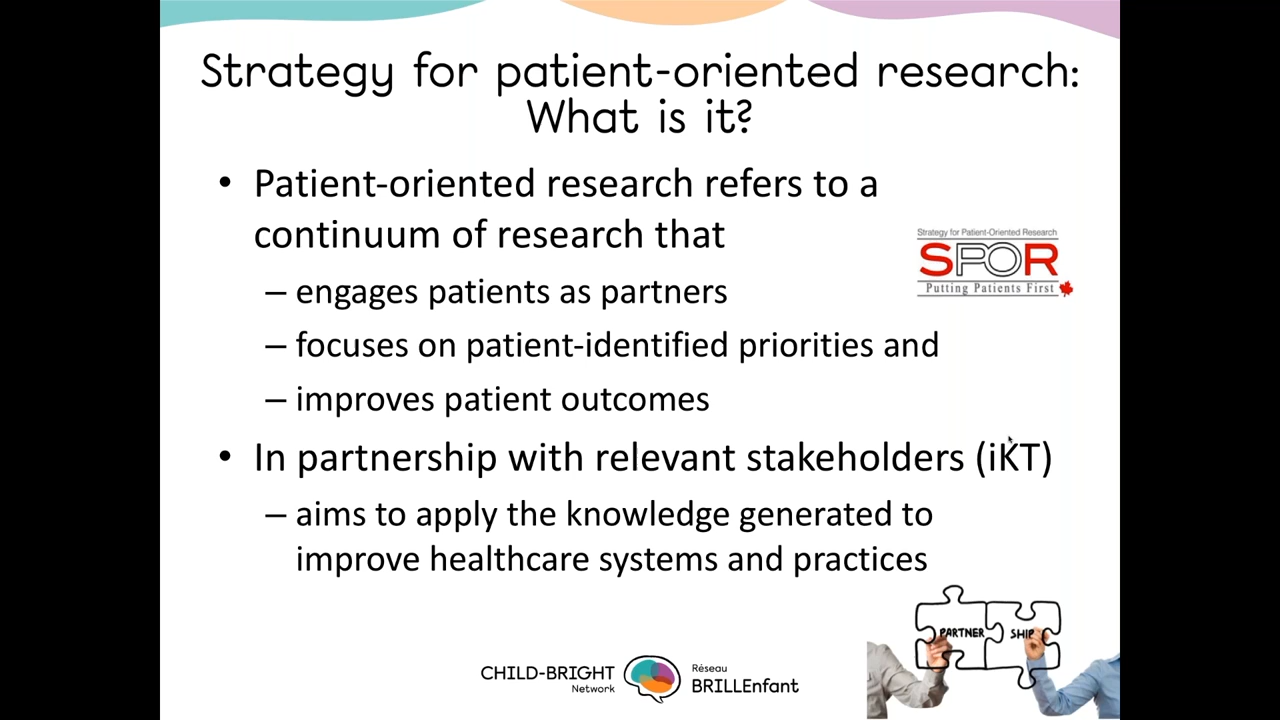 Strategy for patient-oriented research:
What is it?
• Patient-oriented research refers to a
continuum of research that
– engages patients as partners
– focuses on patient-identified priorities and
– improves patient outcomes
Strategy for Patient-Oriented Research
SPOR
Putting Patients First
• In partnership with relevant stakeholders (iKT)
– aims to apply the knowledge generated to
improve healthcare systems and practices
PARTNER SHIP
CHILD-BRIGHT
Network
Réseau
BRILLEnfant